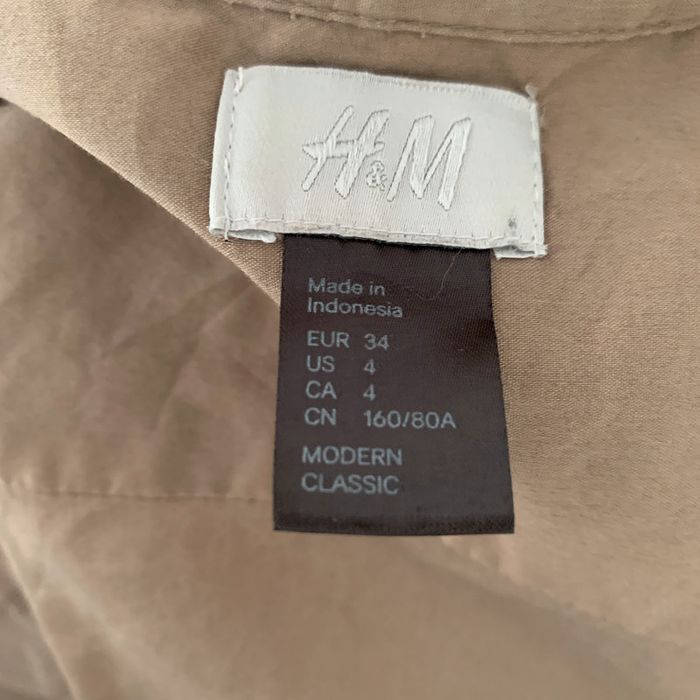 H&M
Made in
Indonesia
EUR 34
US 4
CA 4
CN 160/80A
MODERN
CLASSIC